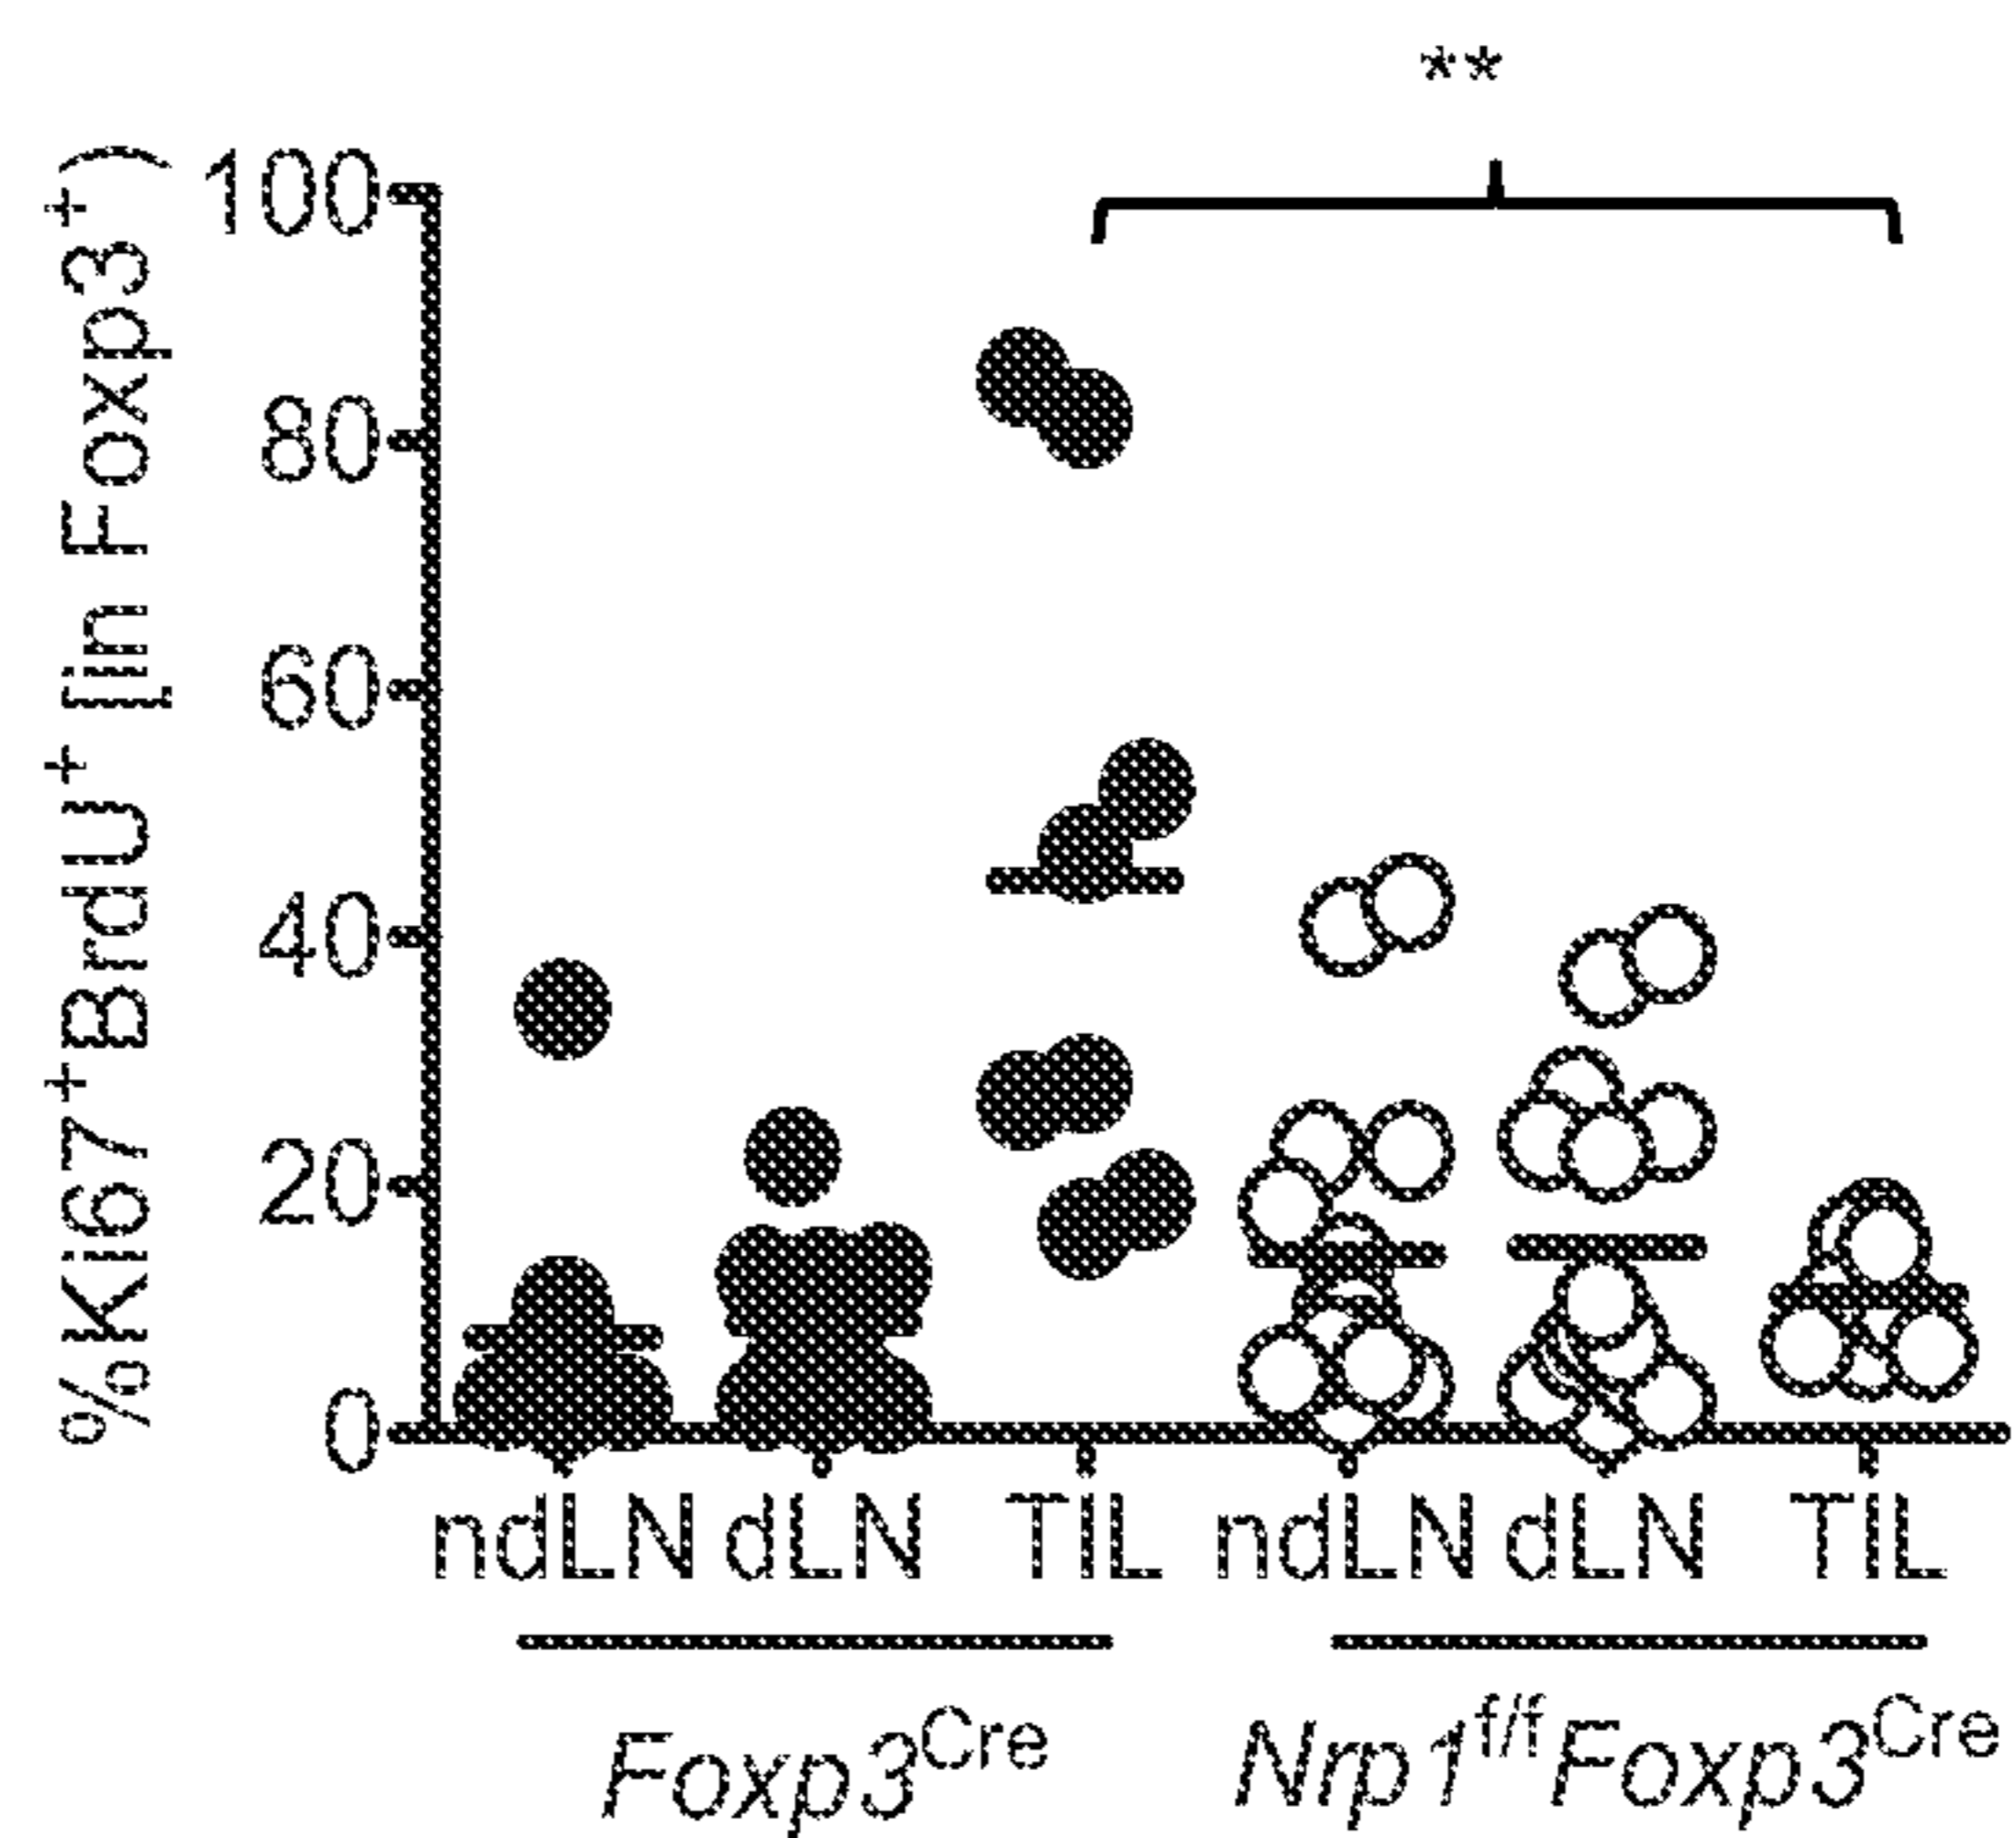 **
%Ki67⁺BrdU⁺ [in Foxp3⁺)
100
80
60
40
20
0
ndLN dLN TIL ndLN dLN TIL
Foxp3ᶜʳᵉ Nrp1ᶠ/ᶠFoxp3ᶜʳᵉ